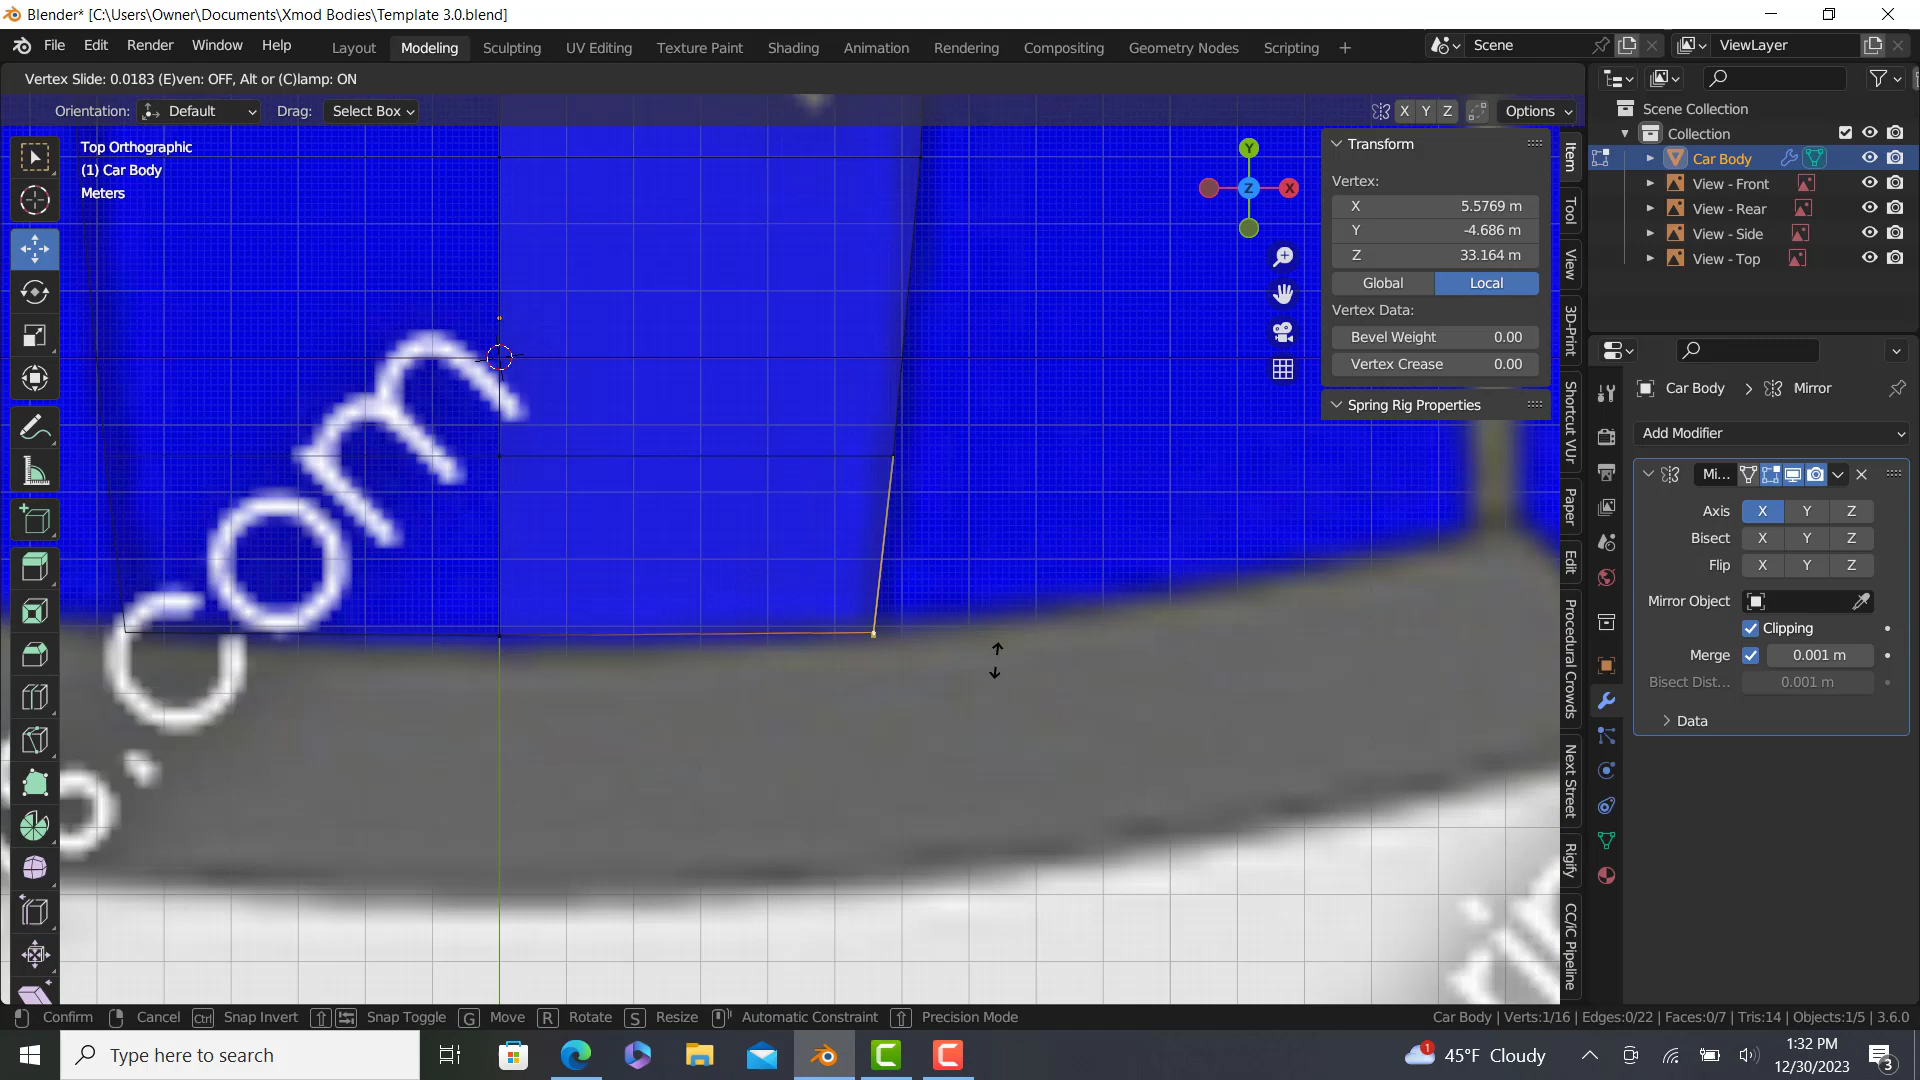 Blender* [C:\Users\Owner\Documents\Xmod Bodies\Template 3.0.blend]
File Edit Render Window Help Layout Modeling Sculpting UV Editing Texture Paint Shading Animation Rendering Compositing Geometry Nodes Scripting + Scene ViewLayer
Vertex Slide: 0.0183 (E)ven: OFF, Alt or (C)lamp: ON
Orientation: Default Drag: Select Box X Y Z Options
Top Orthographic
(1) Car Body
Meters
Y
X
Z
Transform
Vertex:
X 5.5769 m
Y -4.686 m
Z 33.164 m
Global Local
Vertex Data:
Bevel Weight 0.00
Vertex Crease 0.00
Spring Rig Properties
Item
Tool
View
3D-Print
Shortcut VUr
Paper
Edit
Procedural Crowds
Next Street
Rigify
CC/iC Pipeline
Scene Collection
Collection
Car Body
View - Front
View - Rear
View - Side
View - Top
Car Body > Mirror
Add Modifier
Mi...
Axis X Y Z
Bisect X Y Z
Flip X Y Z
Mirror Object
Clipping
Merge 0.001 m
Bisect Dist... 0.001 m
Data
o.com
Confirm Cancel Ctrl Snap Invert Snap Toggle G Move R Rotate S Resize Automatic Constraint Precision Mode
Car Body | Verts:1/16 | Edges:0/22 | Faces:0/7 | Tris:14 | Objects:1/5 | 3.6.0
Type here to search
1
45°F Cloudy
1:32 PM
12/30/2023
3